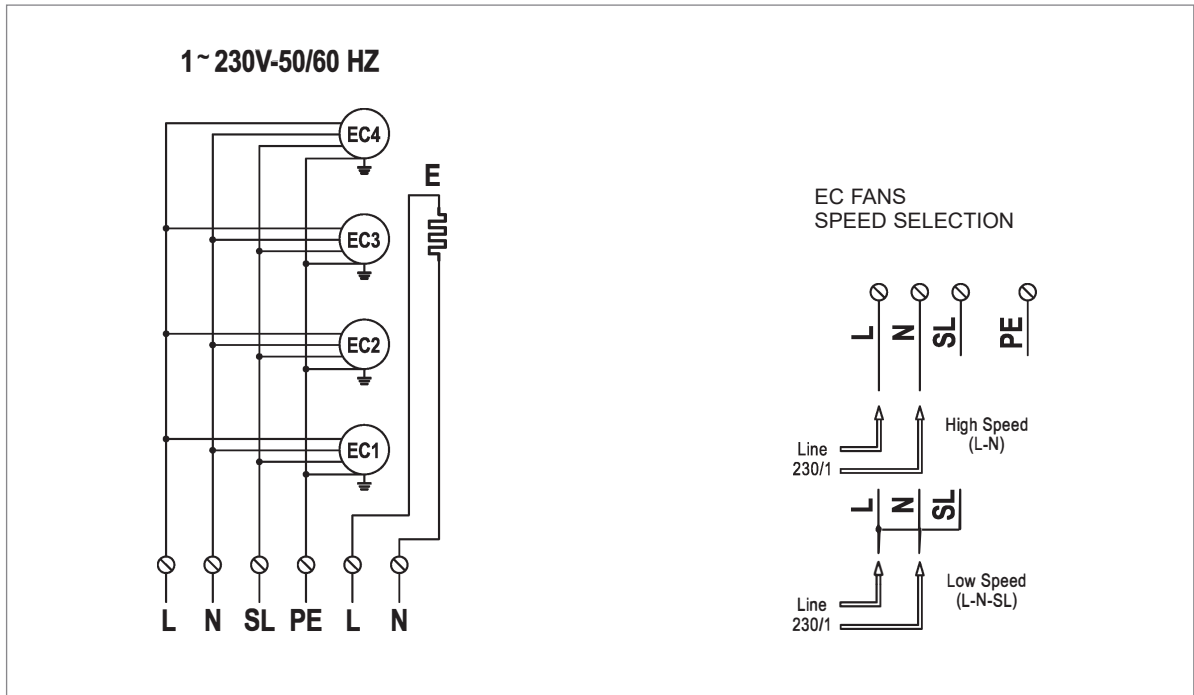 1 ~ 230V-50/60 HZ
EC4
E
EC3
EC2
EC1
L N SL PE L N
EC FANS
SPEED SELECTION
L N SL PE
High Speed
(L-N)
Line
230/1
L N SL
Low Speed
(L-N-SL)
Line
230/1